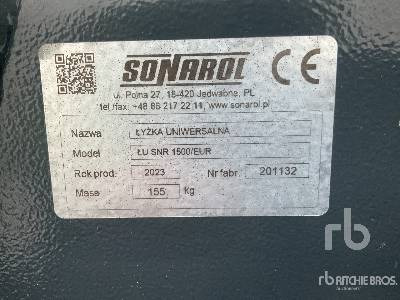 SONAROL CE
ul. Polna 27, 18-420 Jedwabne, PL
tel./fax: +48 86 217 22 11, www.sonarol.pl
Nazwa ŁYŻKA UNIWERSALNA
Model ŁU SNR 1500/EUR
Rok prod. 2023 Nr fabr. 201132
Masa 155 Kg
rb
rb RITCHIE BROS.
Auctioneers